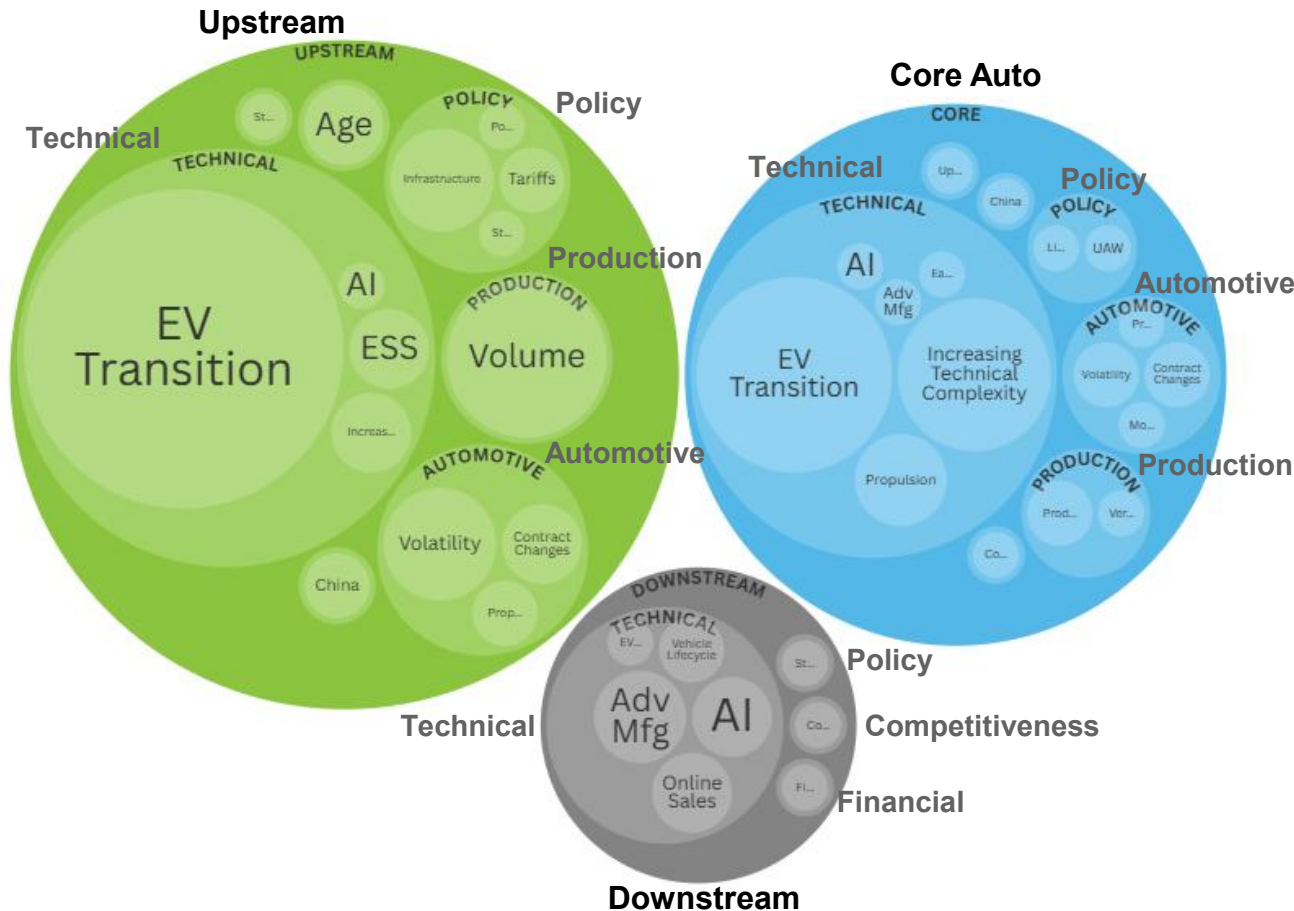 Upstream
UPSTREAM
Technical
TECHNICAL
EV
Transition
AI
ESS
Increas...
St...
Age
Policy
POLICY
Po...
Infrastructure
Tariffs
St...
Production
PRODUCTION
Volume
Automotive
AUTOMOTIVE
Volatility
Contract
Changes
Prop...
China
Core Auto
CORE
Technical
TECHNICAL
AI
Adv
Mfg
Ea...
EV
Transition
Increasing
Technical
Complexity
Propulsion
Up...
China
Policy
POLICY
Li...
UAW
Automotive
AUTOMOTIVE
Pr...
Volatility
Contract
Changes
Mo...
Production
PRODUCTION
Prod...
Ver...
Co...
DOWNSTREAM
Technical
TECHNICAL
EV...
Vehicle
Lifecycle
Adv
Mfg
AI
Online
Sales
St...
Policy
Co...
Competitiveness
Fi...
Financial
Downstream